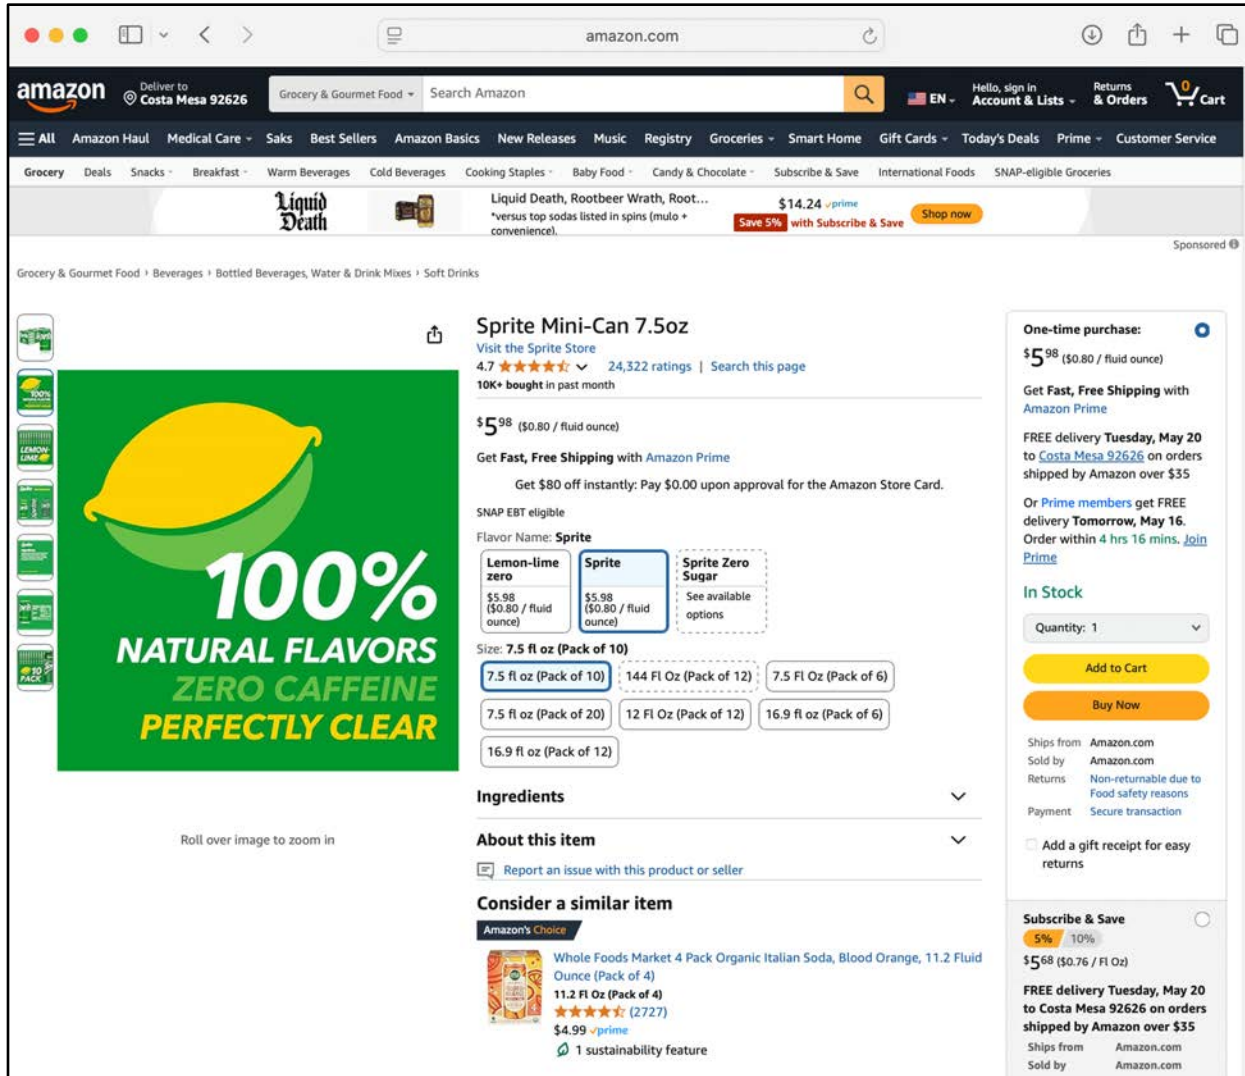 amazon.com
amazon
Deliver to
Costa Mesa 92626
Grocery & Gourmet Food
Search Amazon
EN
Hello, sign in
Account & Lists
Returns
& Orders
0
Cart
All Amazon Haul Medical Care Saks Best Sellers Amazon Basics New Releases Music Registry Groceries Smart Home Gift Cards Today's Deals Prime Customer Service
Grocery Deals Snacks Breakfast Warm Beverages Cold Beverages Cooking Staples Baby Food Candy & Chocolate Subscribe & Save International Foods SNAP-eligible Groceries
Liquid
Death
Liquid Death, Rootbeer Wrath, Root...
*versus top sodas listed in spins (mulo +
convenience).
$14.24 prime
Save 5% with Subscribe & Save
Shop now
Sponsored
Grocery & Gourmet Food › Beverages › Bottled Beverages, Water & Drink Mixes › Soft Drinks
100%
LEMON-
LIME
10
PACK
100%
NATURAL FLAVORS
ZERO CAFFEINE
PERFECTLY CLEAR
Roll over image to zoom in
Sprite Mini-Can 7.5oz
Visit the Sprite Store
4.7 24,322 ratings | Search this page
10K+ bought in past month
$5.98 ($0.80 / fluid ounce)
Get Fast, Free Shipping with Amazon Prime
Get $80 off instantly: Pay $0.00 upon approval for the Amazon Store Card.
SNAP EBT eligible
Flavor Name: Sprite
Lemon-lime
zero
$5.98
($0.80 / fluid
ounce)
Sprite
$5.98
($0.80 / fluid
ounce)
Sprite Zero
Sugar
See available
options
Size: 7.5 fl oz (Pack of 10)
7.5 fl oz (Pack of 10) 144 Fl Oz (Pack of 12) 7.5 Fl Oz (Pack of 6)
7.5 fl oz (Pack of 20) 12 Fl Oz (Pack of 12) 16.9 fl oz (Pack of 6)
16.9 fl oz (Pack of 12)
Ingredients
About this item
Report an issue with this product or seller
Consider a similar item
Amazon's Choice
Whole Foods Market 4 Pack Organic Italian Soda, Blood Orange, 11.2 Fluid
Ounce (Pack of 4)
11.2 Fl Oz (Pack of 4)
(2727)
$4.99 prime
1 sustainability feature
One-time purchase:
$5.98 ($0.80 / fluid ounce)
Get Fast, Free Shipping with
Amazon Prime
FREE delivery Tuesday, May 20
to Costa Mesa 92626 on orders
shipped by Amazon over $35
Or Prime members get FREE
delivery Tomorrow, May 16.
Order within 4 hrs 16 mins. Join
Prime
In Stock
Quantity: 1
Add to Cart
Buy Now
Ships from Amazon.com
Sold by Amazon.com
Returns Non-returnable due to
Food safety reasons
Payment Secure transaction
Add a gift receipt for easy
returns
Subscribe & Save
5% 10%
$5.68 ($0.76 / Fl Oz)
FREE delivery Tuesday, May 20
to Costa Mesa 92626 on orders
shipped by Amazon over $35
Ships from Amazon.com
Sold by Amazon.com